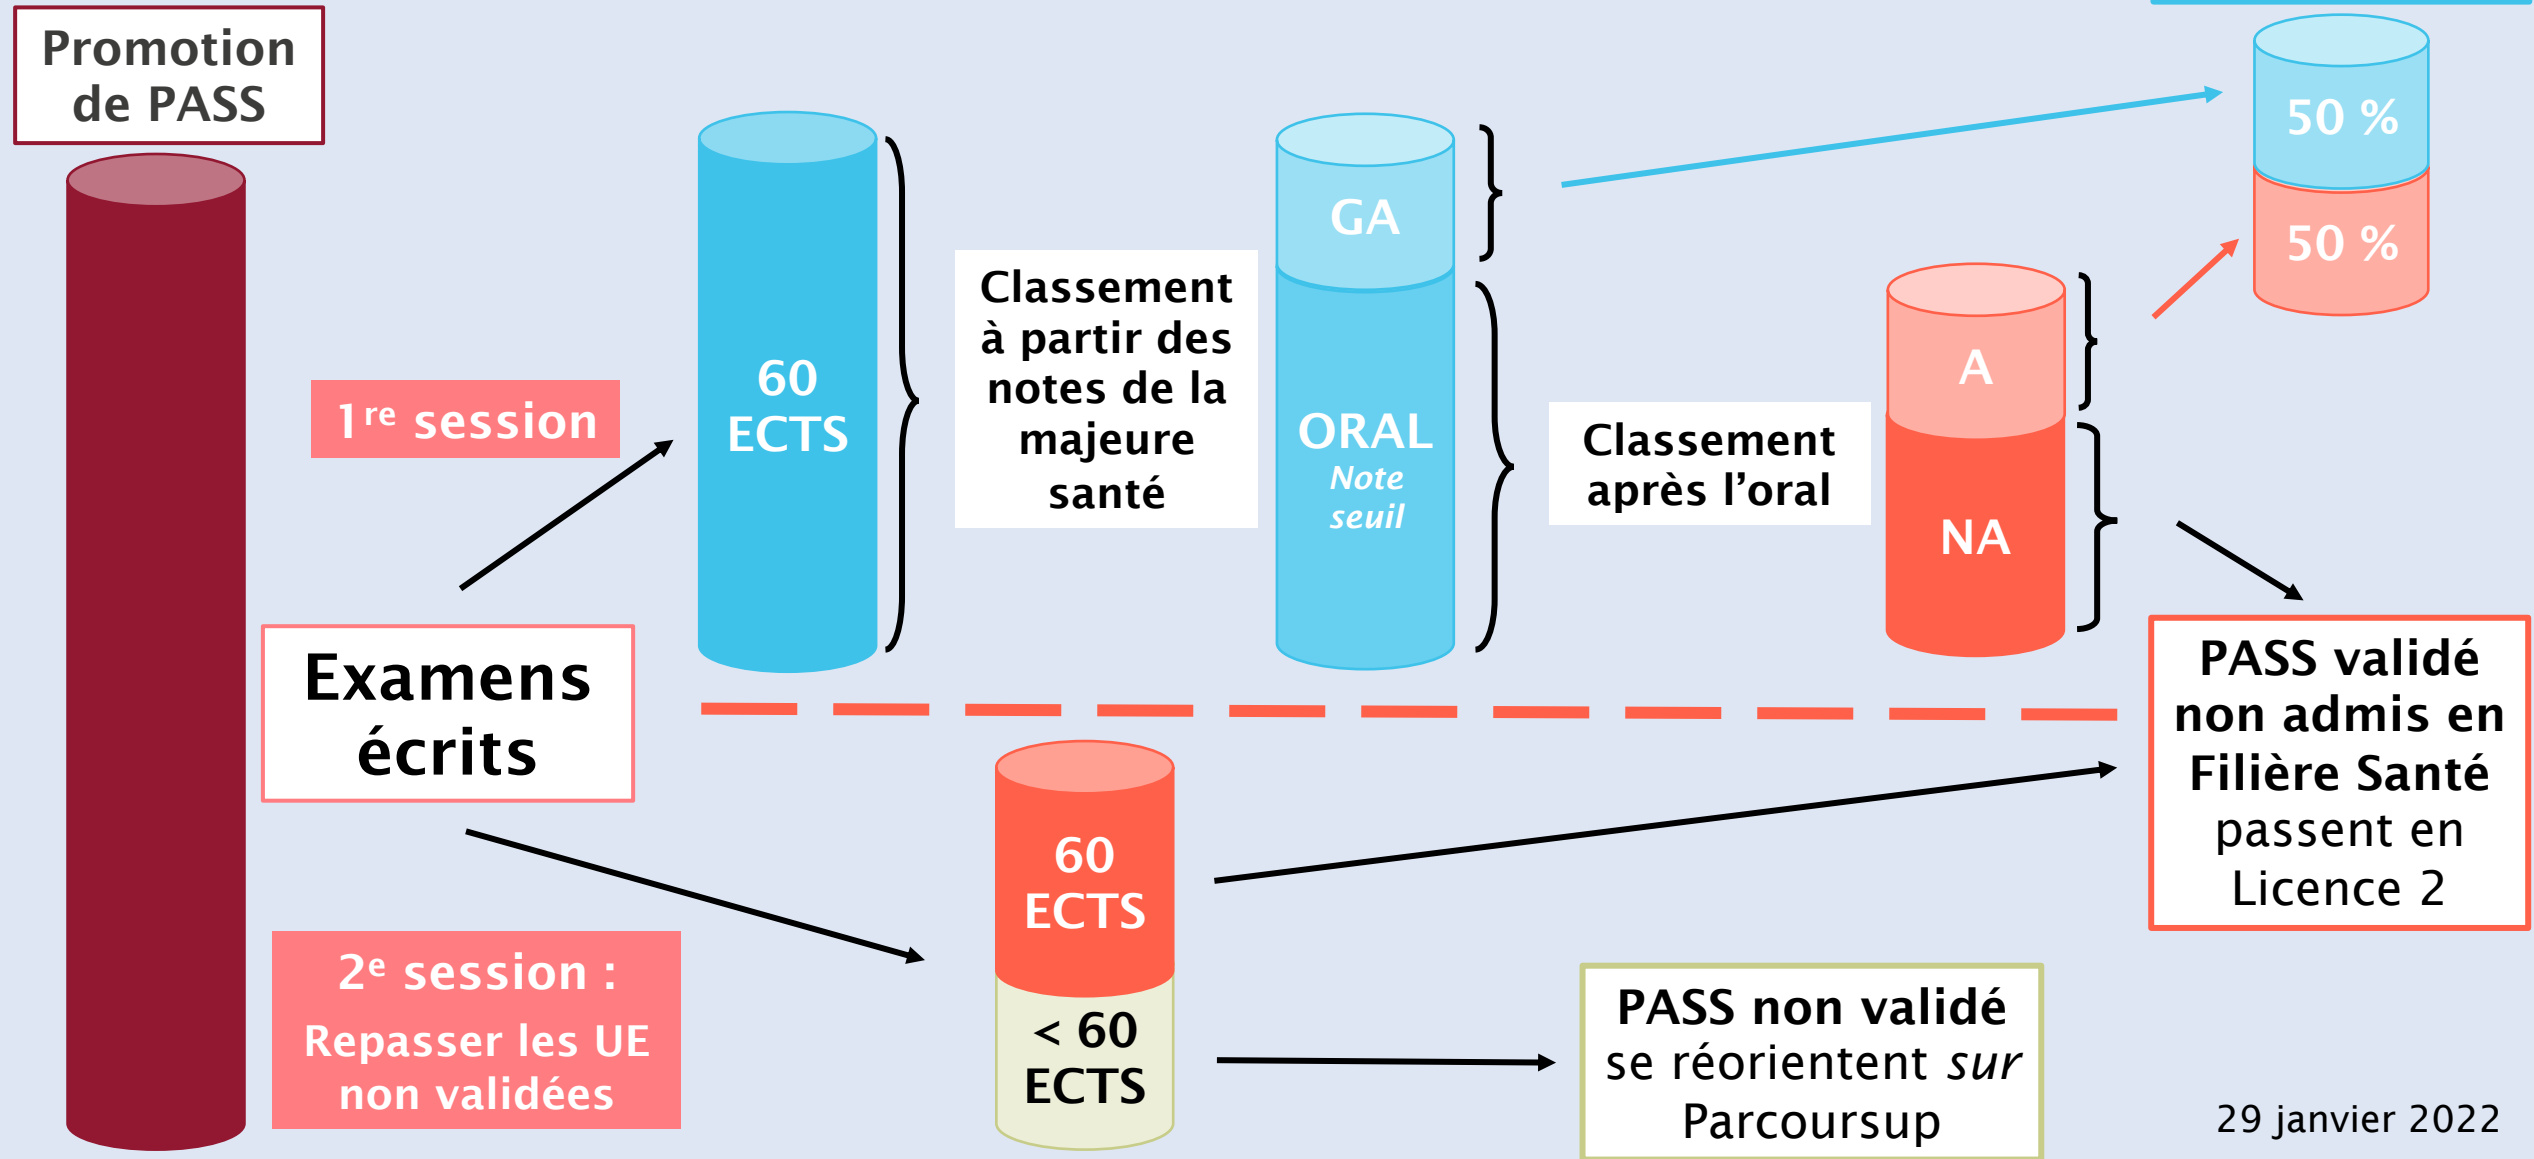 Promotion
de PASS
1re session
Examens
écrits
2e session :
Repasser les UE
non validées
60
ECTS
Classement
à partir des
notes de la
majeure
santé
GA
ORAL
Note
seuil
Classement
après l’oral
A
NA
50 %
50 %
PASS validé
non admis en
Filière Santé
passent en
Licence 2
60
ECTS
< 60
ECTS
PASS non validé
se réorientent sur
Parcoursup
29 janvier 2022